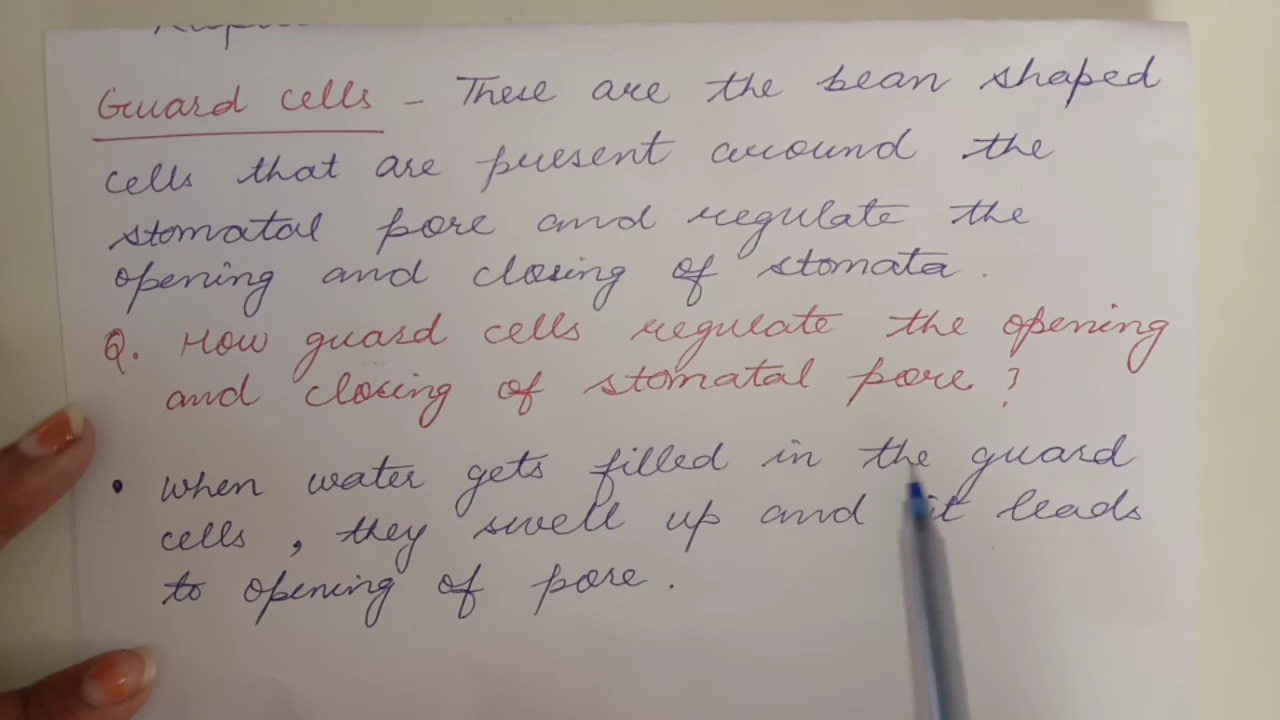 Guard cells - These are the bean shaped
cells that are present around the
stomatal pore and regulate the
opening and closing of stomata.
Q. How guard cells regulate the opening
and closing of stomatal pore ?
• When water gets filled in the guard
cells, they swell up and it leads
to opening of pore.